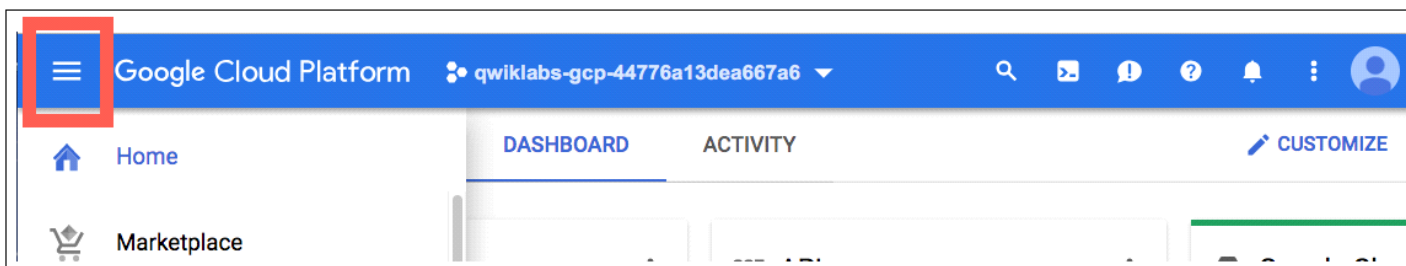 Google Cloud Platform qwiklabs-gcp-44776a13dea667a6
Home DASHBOARD ACTIVITY CUSTOMIZE
Marketplace